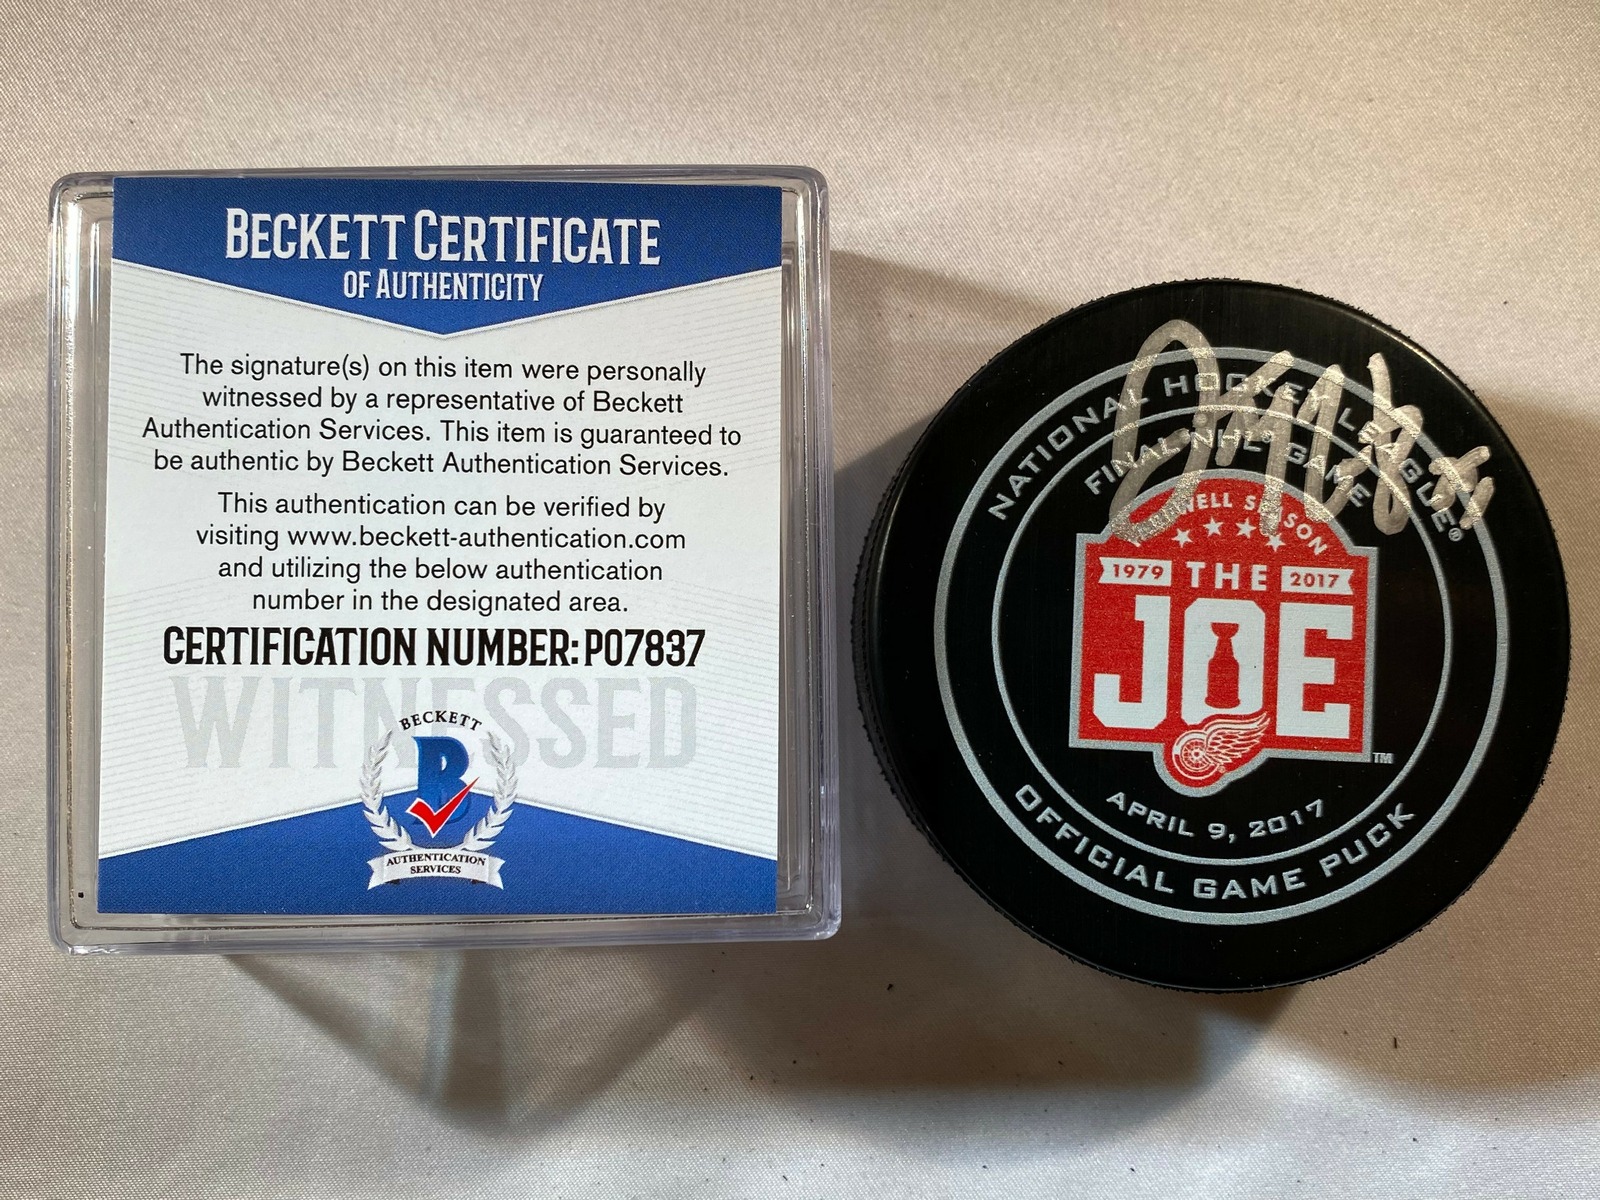 BECKETT CERTIFICATE
OF AUTHENTICITY
The signature(s) on this item were personally
witnessed by a representative of Beckett
Authentication Services. This item is guaranteed to
be authentic by Beckett Authentication Services.
This authentication can be verified by
visiting www.beckett-authentication.com
and utilizing the below authentication
number in the designated area.
CERTIFICATION NUMBER: P07837
WITNESSED
BECKETT
B
AUTHENTICATION
SERVICES
NATIONAL HOCKEY LEAGUE®
FINAL NHL® GAME
FAREWELL SEASON
1979 THE 2017
JOE
TM
APRIL 9, 2017
OFFICIAL GAME PUCK